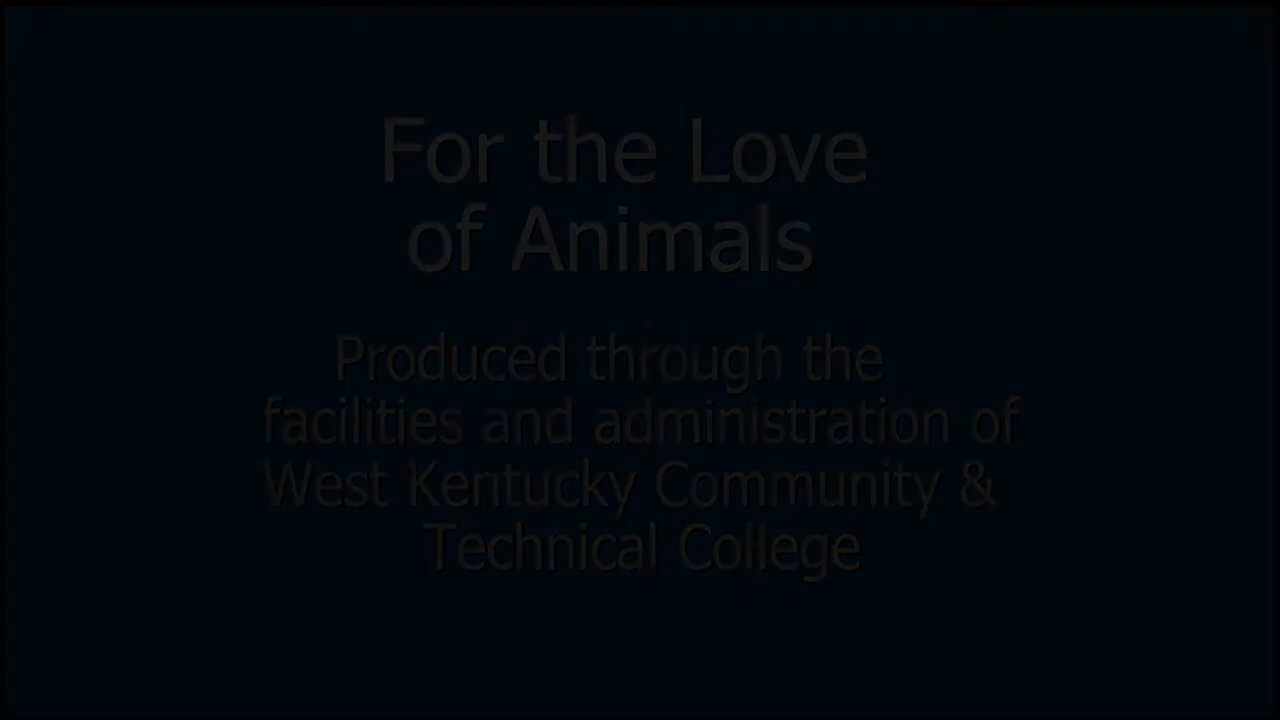 For the Love
of Animals
Produced through the
facilities and administration of
West Kentucky Community &
Technical College